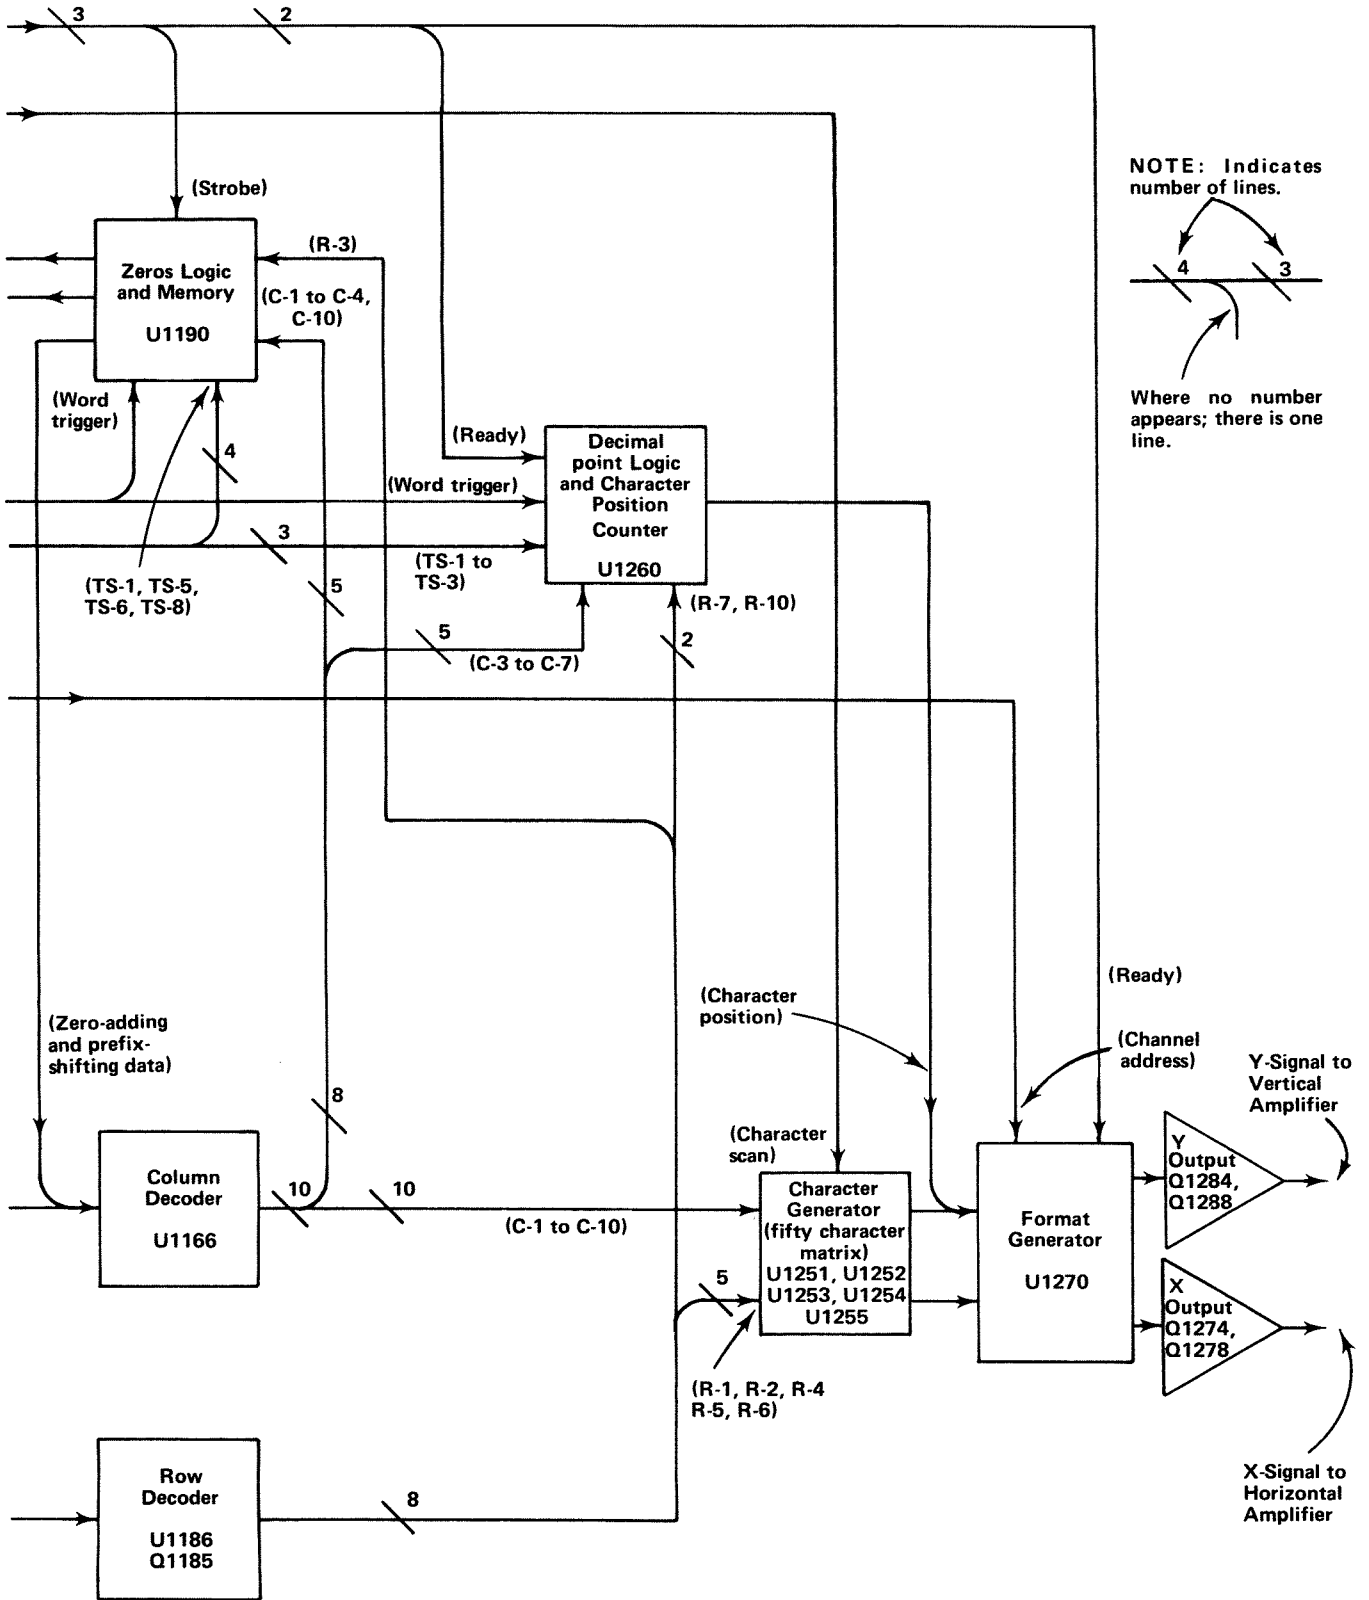 3
2
NOTE: Indicates
number of lines.
4
3
Where no number
appears; there is one
line.
(Strobe)
Zeros Logic
and Memory
U1190
(R-3)
(C-1 to C-4,
C-10)
(Word
trigger)
4
(Ready)
(Word trigger)
3
(TS-1 to
TS-3)
Decimal
point Logic
and Character
Position
Counter
U1260
(TS-1, TS-5,
TS-6, TS-8)
5
5
(C-3 to C-7)
(R-7, R-10)
2
(Ready)
(Character
position)
(Channel
address)
(Zero-adding
and prefix-
shifting data)
8
Y-Signal to
Vertical
Amplifier
(Character
scan)
Column
Decoder
U1166
10
10
(C-1 to C-10)
Character
Generator
(fifty character
matrix)
U1251, U1252
U1253, U1254
U1255
Format
Generator
U1270
Y
Output
Q1284,
Q1288
X
Output
Q1274,
Q1278
5
(R-1, R-2, R-4
R-5, R-6)
X-Signal to
Horizontal
Amplifier
Row
Decoder
U1186
Q1185
8